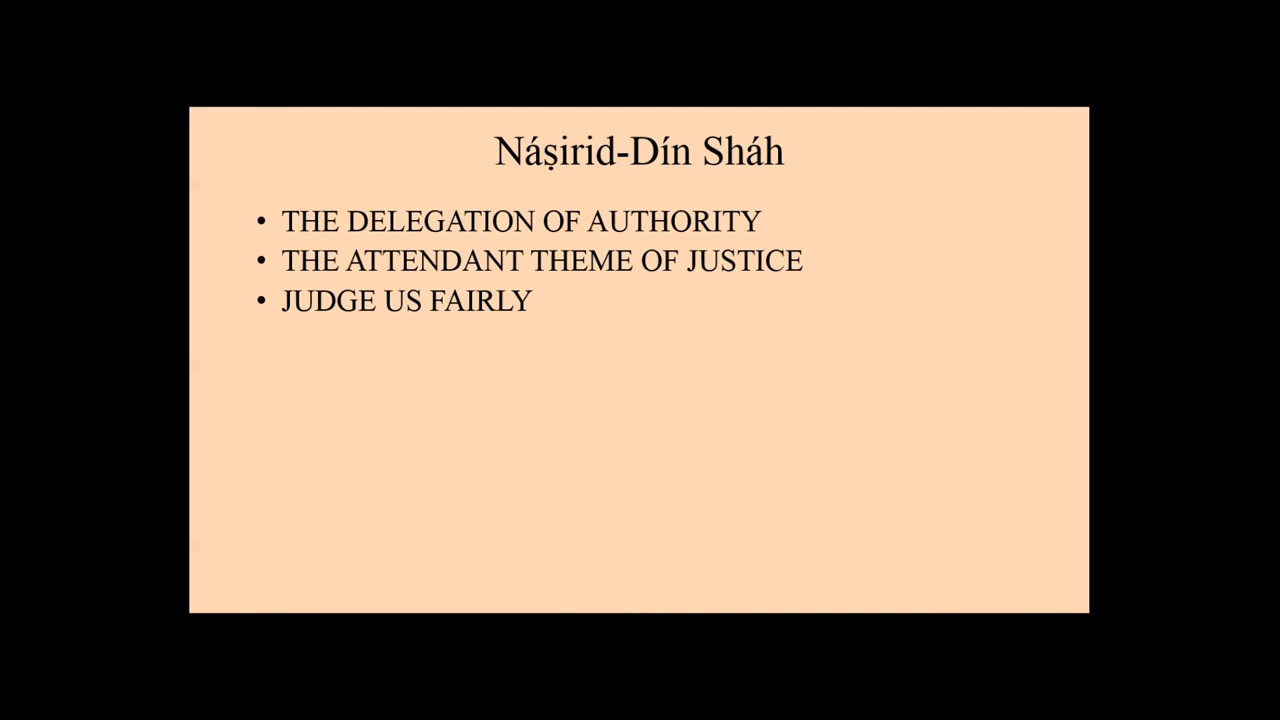 Náṣirid-Dín Sháh
• THE DELEGATION OF AUTHORITY
• THE ATTENDANT THEME OF JUSTICE
• JUDGE US FAIRLY